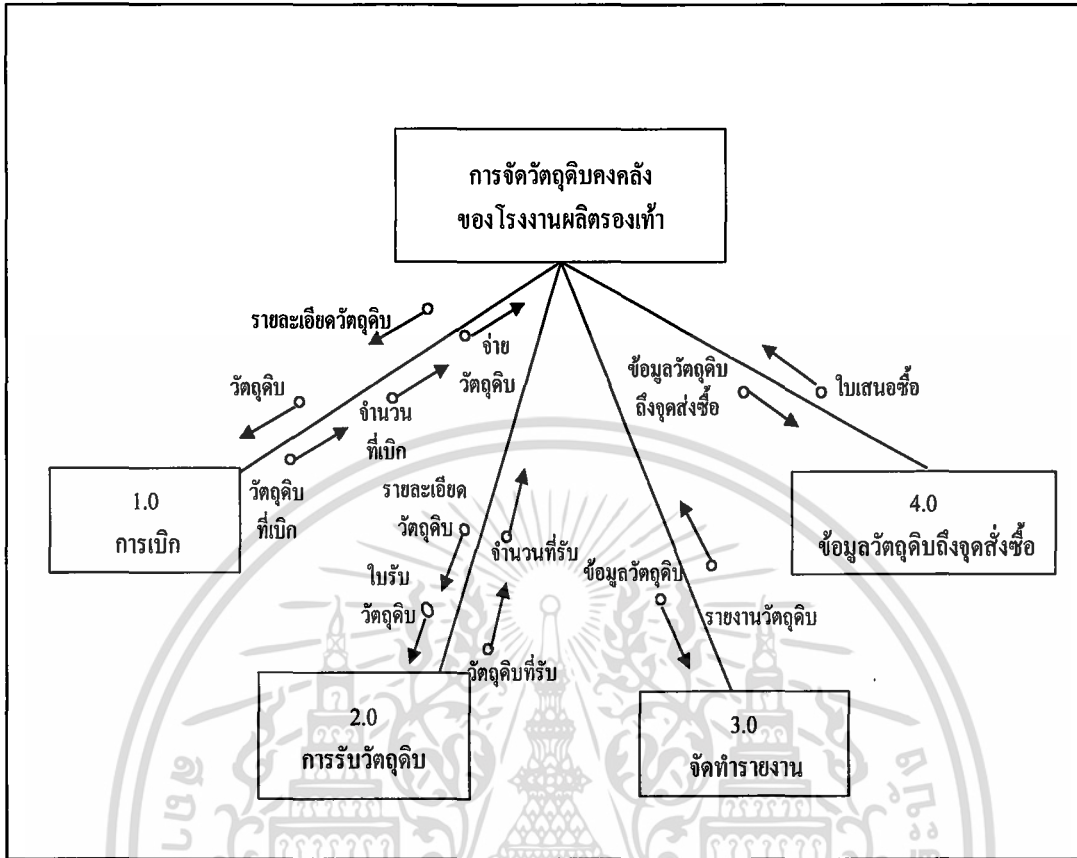 การจัดวัตถุดิบคงคลัง
ของโรงงานผลิตรองเท้า
รายละเอียดวัตถุดิบ
จ่าย
วัตถุดิบ
วัตถุดิบ
จำนวน
ที่เบิก
วัตถุดิบ
ที่เบิก
1.0
การเบิก
ข้อมูลวัตถุดิบ
ถึงจุดส่งซื้อ
ใบเสนอซื้อ
4.0
ข้อมูลวัตถุดิบถึงจุดสั่งซื้อ
รายละเอียด
วัตถุดิบ
จำนวนที่รับ
ใบรับ
วัตถุดิบ
วัตถุดิบที่รับ
2.0
การรับวัตถุดิบ
ข้อมูลวัตถุดิบ
รายงานวัตถุดิบ
3.0
จัดทำรายงาน